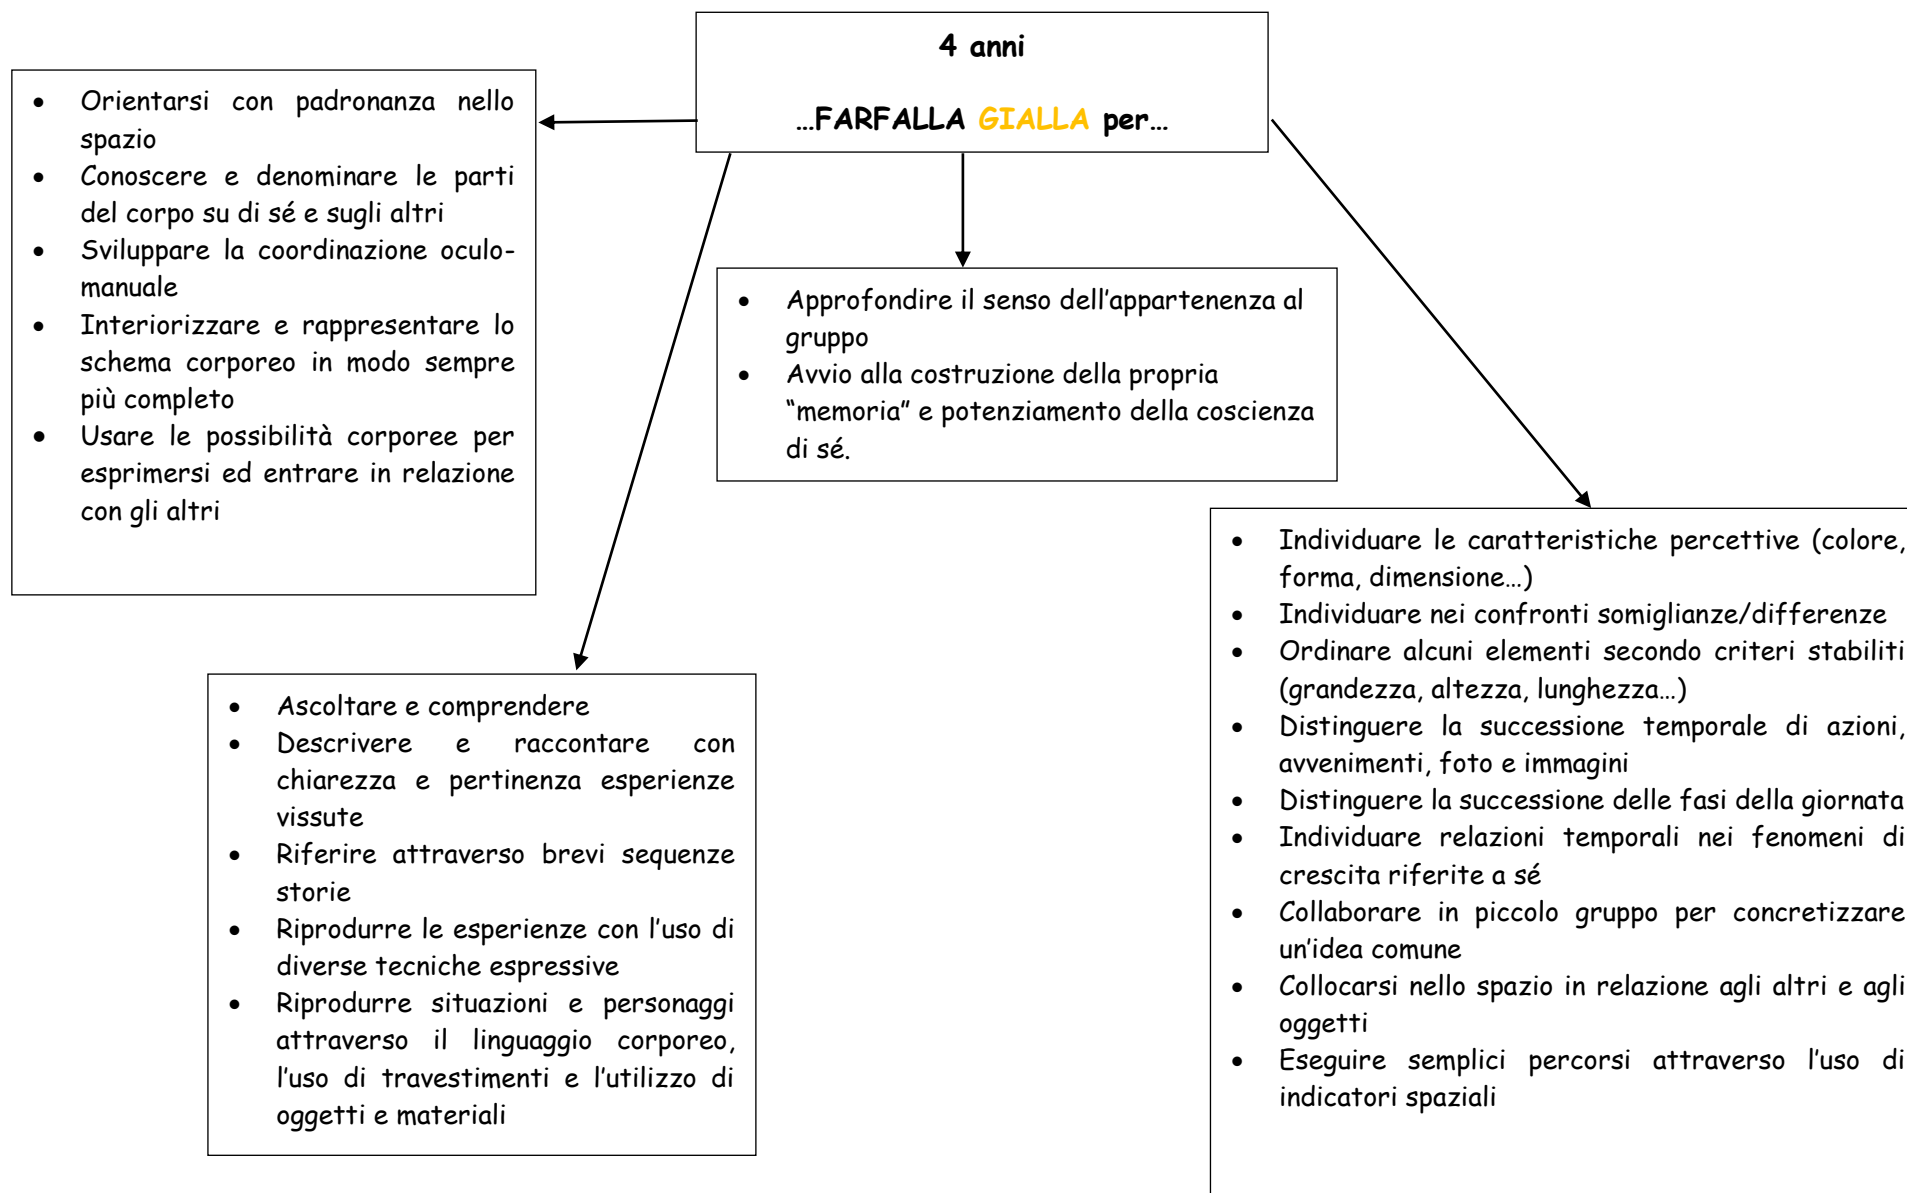 4 anni
…FARFALLA GIALLA per…
• Orientarsi con padronanza nello
spazio
• Conoscere e denominare le parti
del corpo su di sé e sugli altri
• Sviluppare la coordinazione oculo-
manuale
• Interiorizzare e rappresentare lo
schema corporeo in modo sempre
più completo
• Usare le possibilità corporee per
esprimersi ed entrare in relazione
con gli altri
• Approfondire il senso dell’appartenenza al
gruppo
• Avvio alla costruzione della propria
“memoria” e potenziamento della coscienza
di sé.
• Ascoltare e comprendere
• Descrivere e raccontare con
chiarezza e pertinenza esperienze
vissute
• Riferire attraverso brevi sequenze
storie
• Riprodurre le esperienze con l’uso di
diverse tecniche espressive
• Riprodurre situazioni e personaggi
attraverso il linguaggio corporeo,
l’uso di travestimenti e l’utilizzo di
oggetti e materiali
• Individuare le caratteristiche percettive (colore,
forma, dimensione…)
• Individuare nei confronti somiglianze/differenze
• Ordinare alcuni elementi secondo criteri stabiliti
(grandezza, altezza, lunghezza…)
• Distinguere la successione temporale di azioni,
avvenimenti, foto e immagini
• Distinguere la successione delle fasi della giornata
• Individuare relazioni temporali nei fenomeni di
crescita riferite a sé
• Collaborare in piccolo gruppo per concretizzare
un’idea comune
• Collocarsi nello spazio in relazione agli altri e agli
oggetti
• Eseguire semplici percorsi attraverso l’uso di
indicatori spaziali